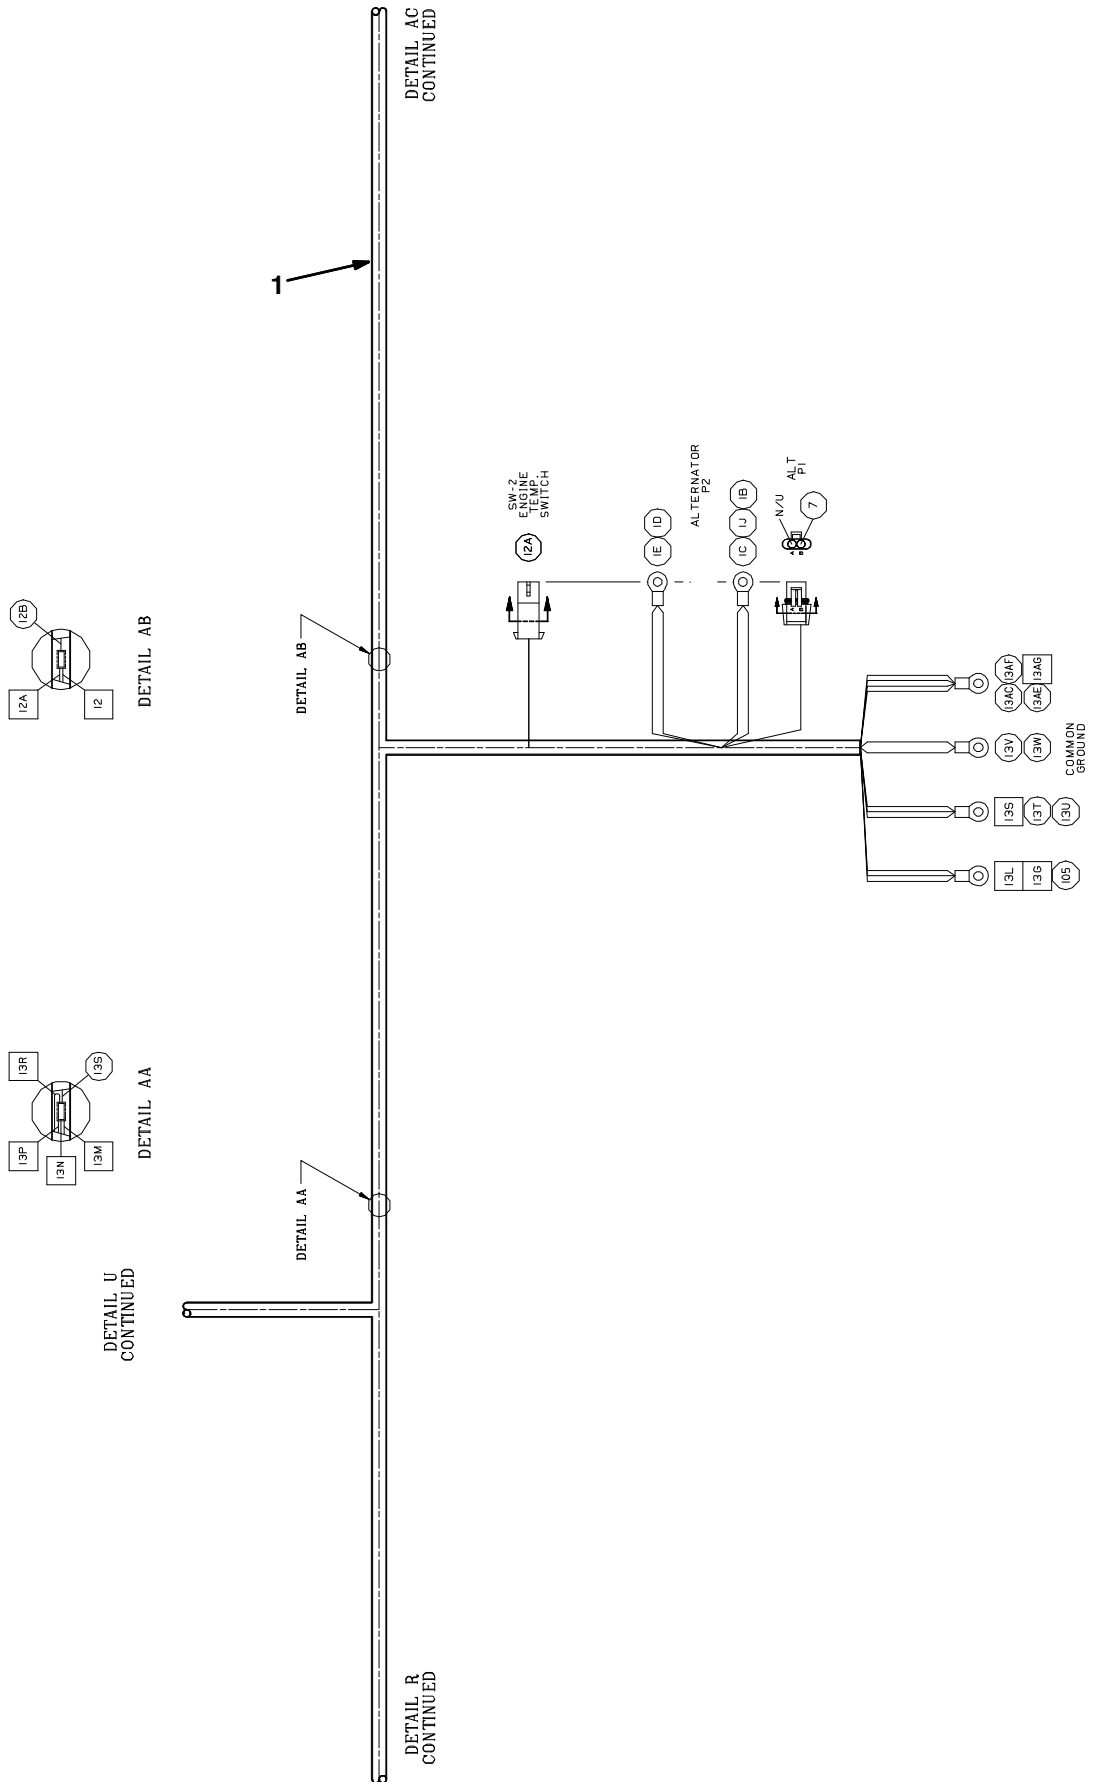 DETAIL AC
CONTINUED
1
12B
12A
12
DETAIL AB
DETAIL AB
SW-2
ENGINE
TEMP.
SWITCH
12A
1E
1D
ALTERNATOR
P2
1C
1J
1B
N/U
ALT
P1
A
B
7
A
B
13AC
13AF
13AE
13AG
13V
13W
COMMON
GROUND
13S
13T
13U
13L
13G
105
13R
13S
13P
13N
13M
DETAIL AA
DETAIL AA
DETAIL U
CONTINUED
DETAIL R
CONTINUED